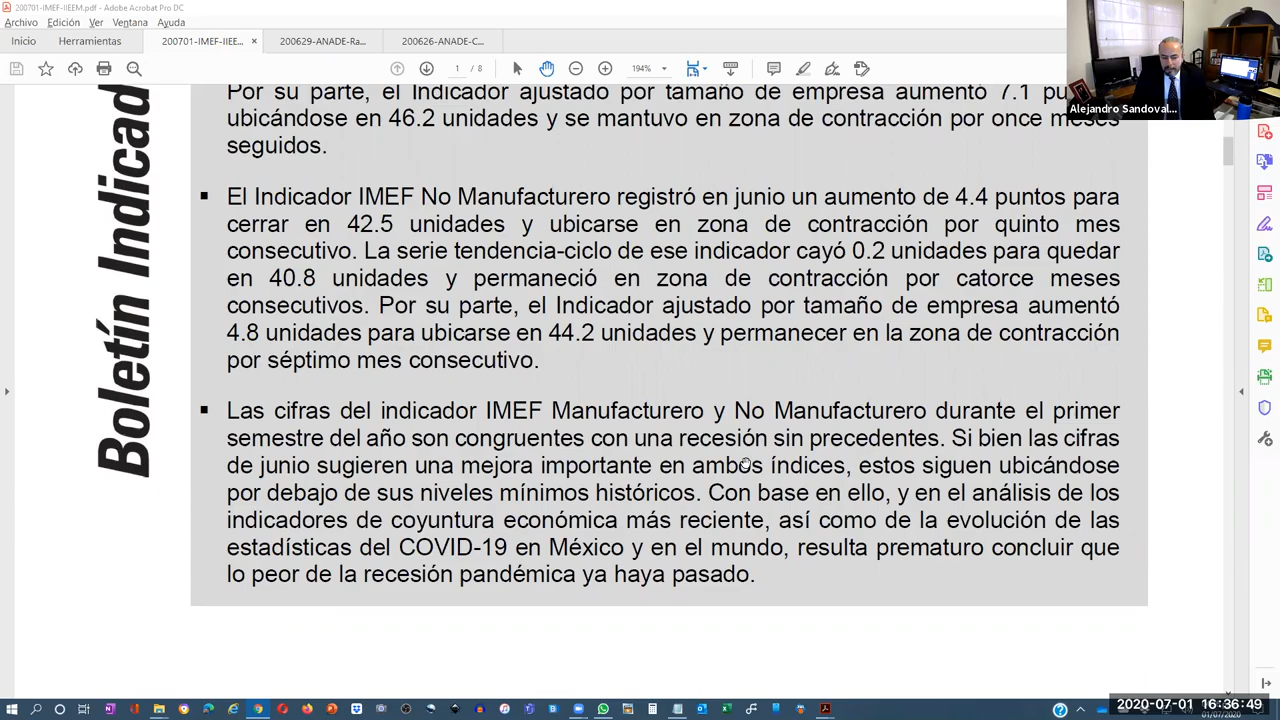 200701-IMEF-IIEEM.pdf - Adobe Acrobat Pro DC
Archivo Edición Ver Ventana Ayuda
Inicio Herramientas 200701-IMEF-IIEE... × 200629-ANADE-Ra... 200626-ANADE-C...
1 / 194%
Alejandro Sandoval...
Boletín Indicad
Por su parte, el Indicador ajustado por tamaño de empresa aumentó 7.1
ubicándose en 46.2 unidades y se mantuvo en zona de contracción por once meses
seguidos.
▪ El Indicador IMEF No Manufacturero registró en junio un aumento de 4.4 puntos para
cerrar en 42.5 unidades y ubicarse en zona de contracción por quinto mes
consecutivo. La serie tendencia-ciclo de ese indicador cayó 0.2 unidades para quedar
en 40.8 unidades y permaneció en zona de contracción por catorce meses
consecutivos. Por su parte, el Indicador ajustado por tamaño de empresa aumentó
4.8 unidades para ubicarse en 44.2 unidades y permanecer en la zona de contracción
por séptimo mes consecutivo.
▪ Las cifras del indicador IMEF Manufacturero y No Manufacturero durante el primer
semestre del año son congruentes con una recesión sin precedentes. Si bien las cifras
de junio sugieren una mejora importante en ambos índices, estos siguen ubicándose
por debajo de sus niveles mínimos históricos. Con base en ello, y en el análisis de los
indicadores de coyuntura económica más reciente, así como de la evolución de las
estadísticas del COVID-19 en México y en el mundo, resulta prematuro concluir que
lo peor de la recesión pandémica ya haya pasado.
2020-07-01 16:36:49
01/07/2020